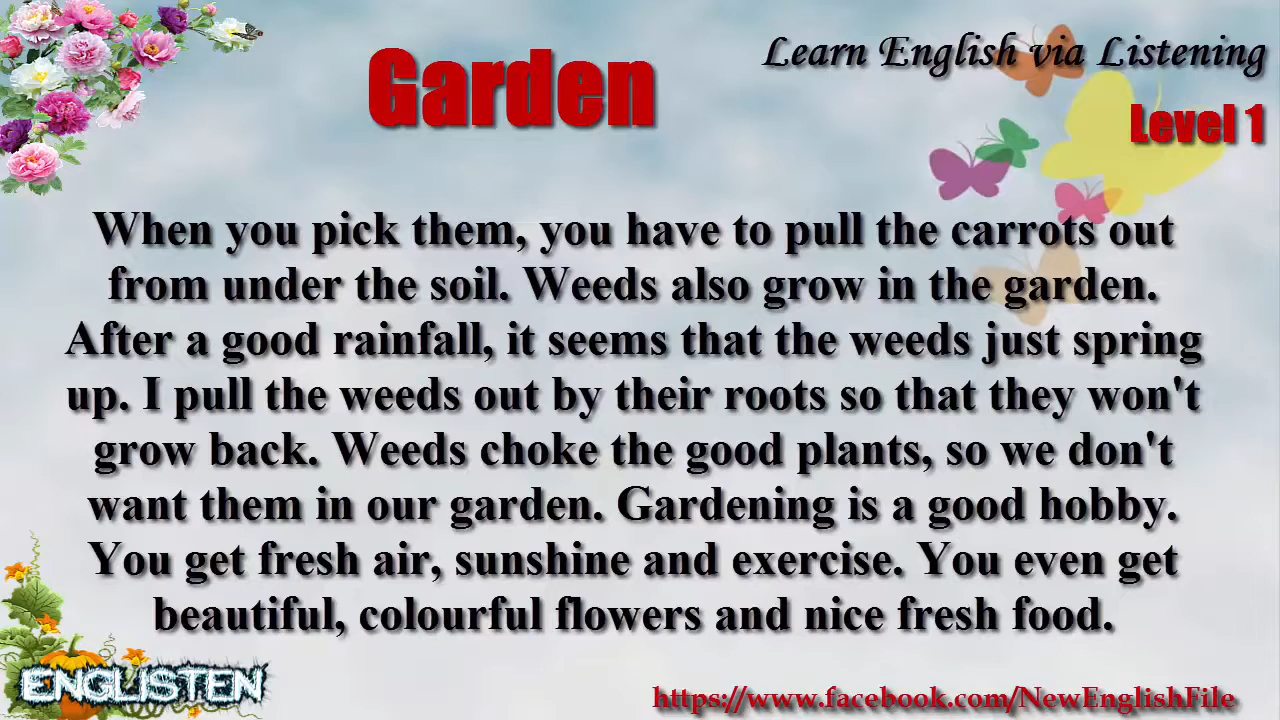 Garden
Learn English via Listening
Level 1
When you pick them, you have to pull the carrots out
from under the soil. Weeds also grow in the garden.
After a good rainfall, it seems that the weeds just spring
up. I pull the weeds out by their roots so that they won't
grow back. Weeds choke the good plants, so we don't
want them in our garden. Gardening is a good hobby.
You get fresh air, sunshine and exercise. You even get
beautiful, colourful flowers and nice fresh food.
ENGLISTEN
https://www.facebook.com/NewEnglishFile